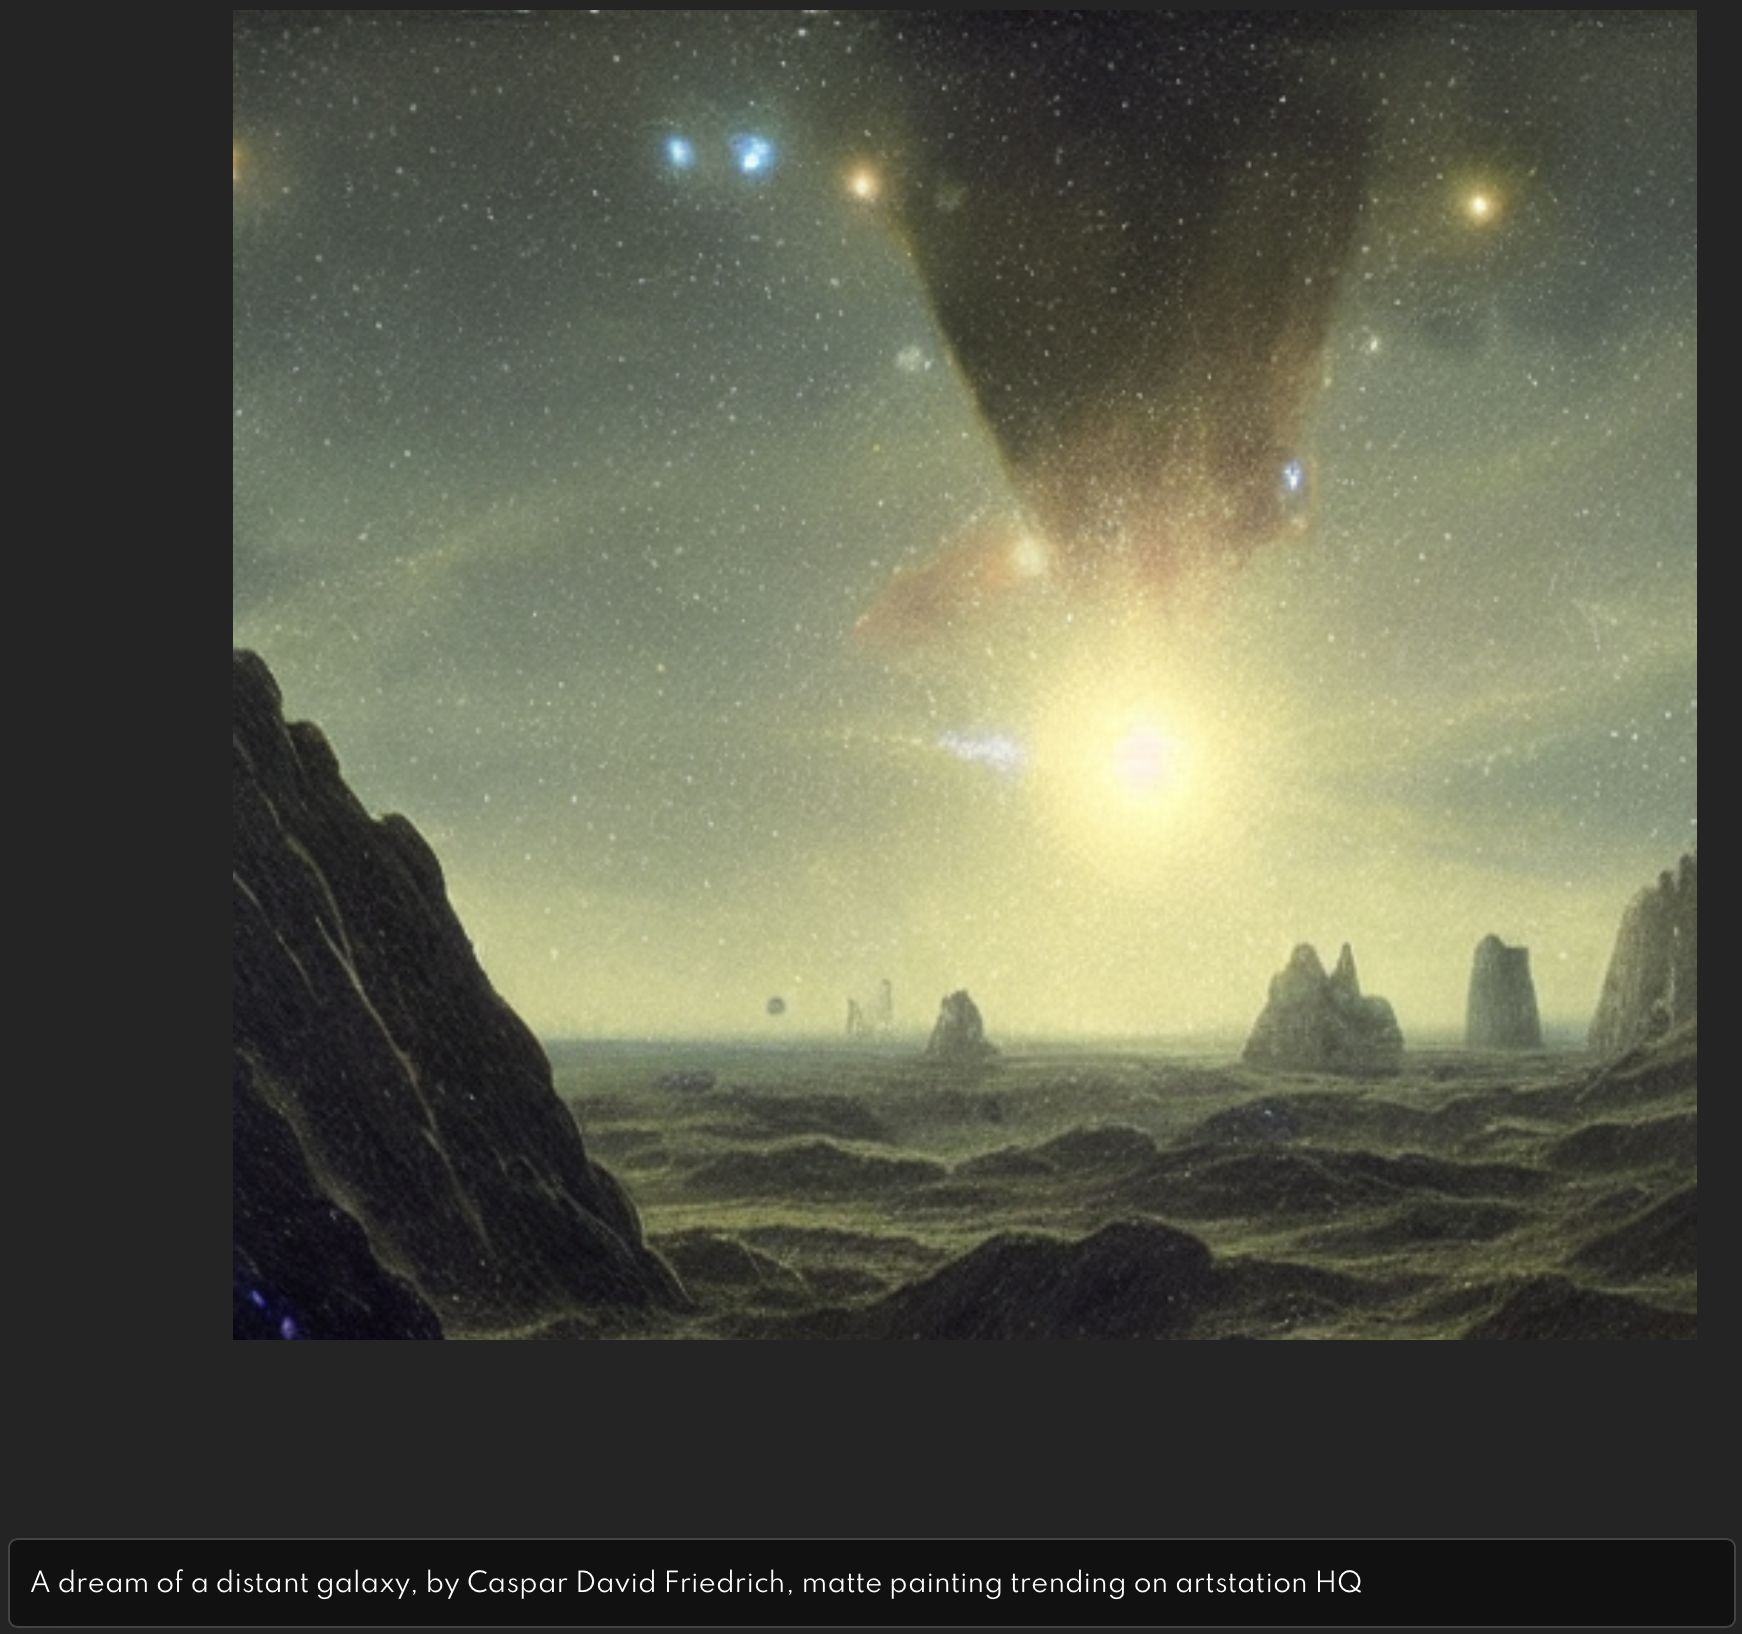 A dream of a distant galaxy, by Caspar David Friedrich, matte painting trending on artstation HQ